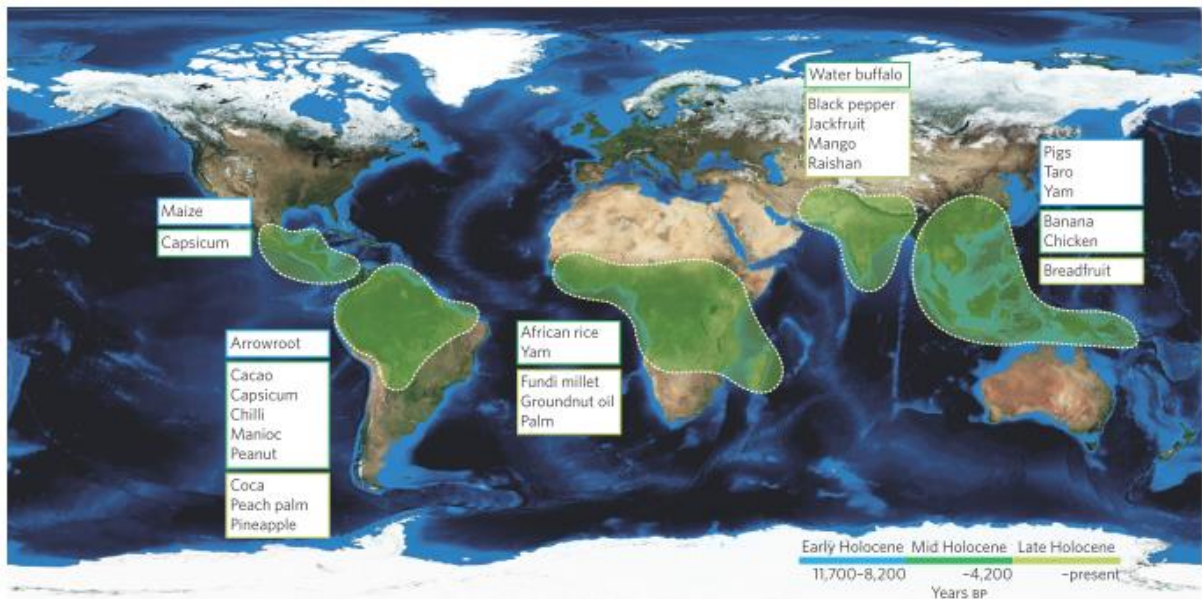 Water buffalo
Black pepper
Jackfruit
Mango
Raishan
Pigs
Taro
Yam
Banana
Chicken
Breadfruit
Maize
Capsicum
Arrowroot
Cacao
Capsicum
Chilli
Manioc
Peanut
Coca
Peach palm
Pineapple
African rice
Yam
Fundi millet
Groundnut oil
Palm
Early Holocene Mid Holocene Late Holocene
11,700–8,200 –4,200 –present
Years BP